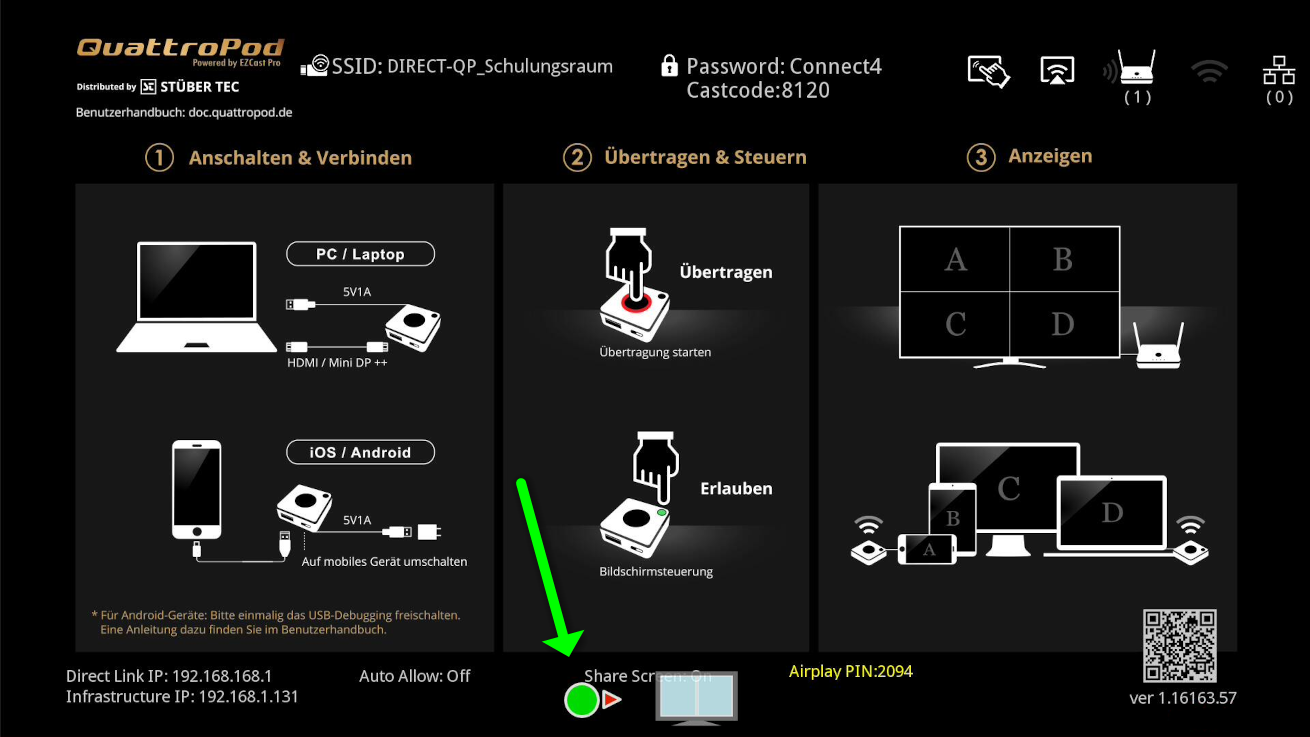 QuattroPod
Powered by EZCast Pro
Distributed by STÜBER TEC
Benutzerhandbuch: doc.quattropod.de
SSID: DIRECT-QP_Schulungsraum
Password: Connect4
Castcode:8120
(1)
(0)
1 Anschalten & Verbinden
2 Übertragen & Steuern
3 Anzeigen
PC / Laptop
5V1A
HDMI / Mini DP ++
iOS / Android
5V1A
Auf mobiles Gerät umschalten
* Für Android-Geräte: Bitte einmalig das USB-Debugging freischalten.
Eine Anleitung dazu finden Sie im Benutzerhandbuch.
Übertragen
Übertragung starten
Erlauben
Bildschirmsteuerung
A B
C D
C
B
D
A
Direct Link IP: 192.168.168.1
Infrastructure IP: 192.168.1.131
Auto Allow: Off
Share Screen: On
Airplay PIN:2094
ver 1.16163.57